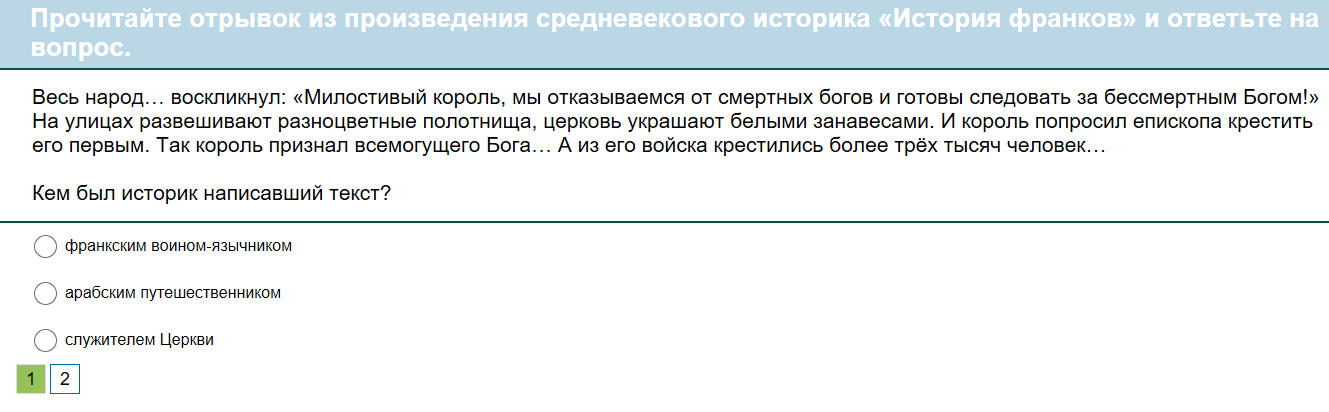 Прочитайте отрывок из произведения средневекового историка «История франков» и ответьте на
вопрос.
Весь народ… воскликнул: «Милостивый король, мы отказываемся от смертных богов и готовы следовать за бессмертным Богом!»
На улицах развешивают разноцветные полотнища, церковь украшают белыми занавесами. И король попросил епископа крестить
его первым. Так король признал всемогущего Бога… А из его войска крестились более трёх тысяч человек…
Кем был историк написавший текст?
франкским воином-язычником
арабским путешественником
служителем Церкви
1 2